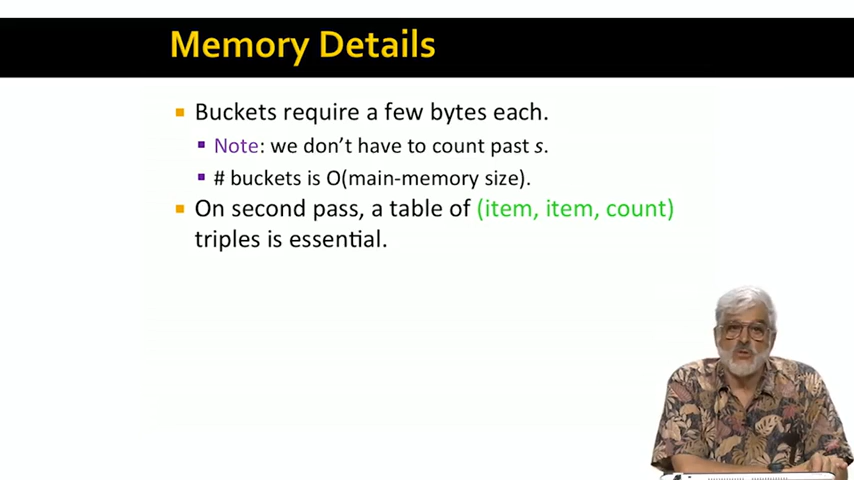 Memory Details
Buckets require a few bytes each.
Note: we don't have to count past s.
# buckets is O(main-memory size).
On second pass, a table of (item, item, count)
triples is essential.